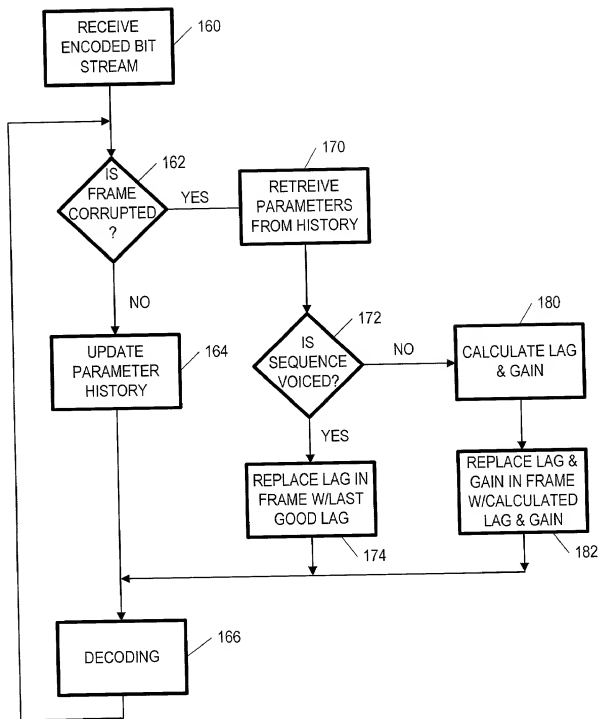 RECEIVE
ENCODED BIT
STREAM
160
IS
FRAME
CORRUPTED
?
162
YES
NO
170
RETREIVE
PARAMETERS
FROM HISTORY
UPDATE
PARAMETER
HISTORY
164
172
IS
SEQUENCE
VOICED?
NO
YES
180
CALCULATE LAG
& GAIN
REPLACE LAG IN
FRAME W/LAST
GOOD LAG
174
REPLACE LAG &
GAIN IN FRAME
W/CALCULATED
LAG & GAIN
182
DECODING
166